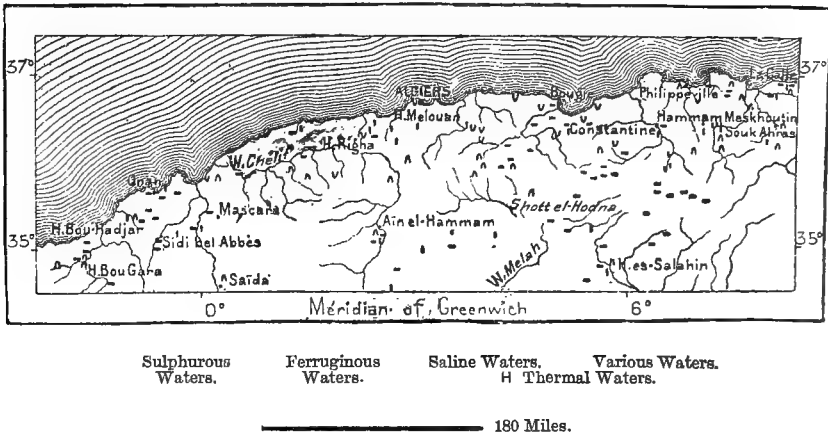 37°
37°
La Calle
ALGIERS
Bougie
Philippeville
H.Melouan
Constantine
Hammam Meskhoutin
Souk Ahras
H.Righa
W.Chelif
Oran
Mascara
Shott el-Hodna
H.Bou-Hadjar
Aïn el-Hammam
35°
35°
Sidi bel Abbès
H.Bou Gara
W.Melah
H.es-Salahin
Saïda
0°
Méridian of Greenwich
6°
Sulphurous Ferruginous Saline Waters. Various Waters.
Waters. Waters. H Thermal Waters.
180 Miles.